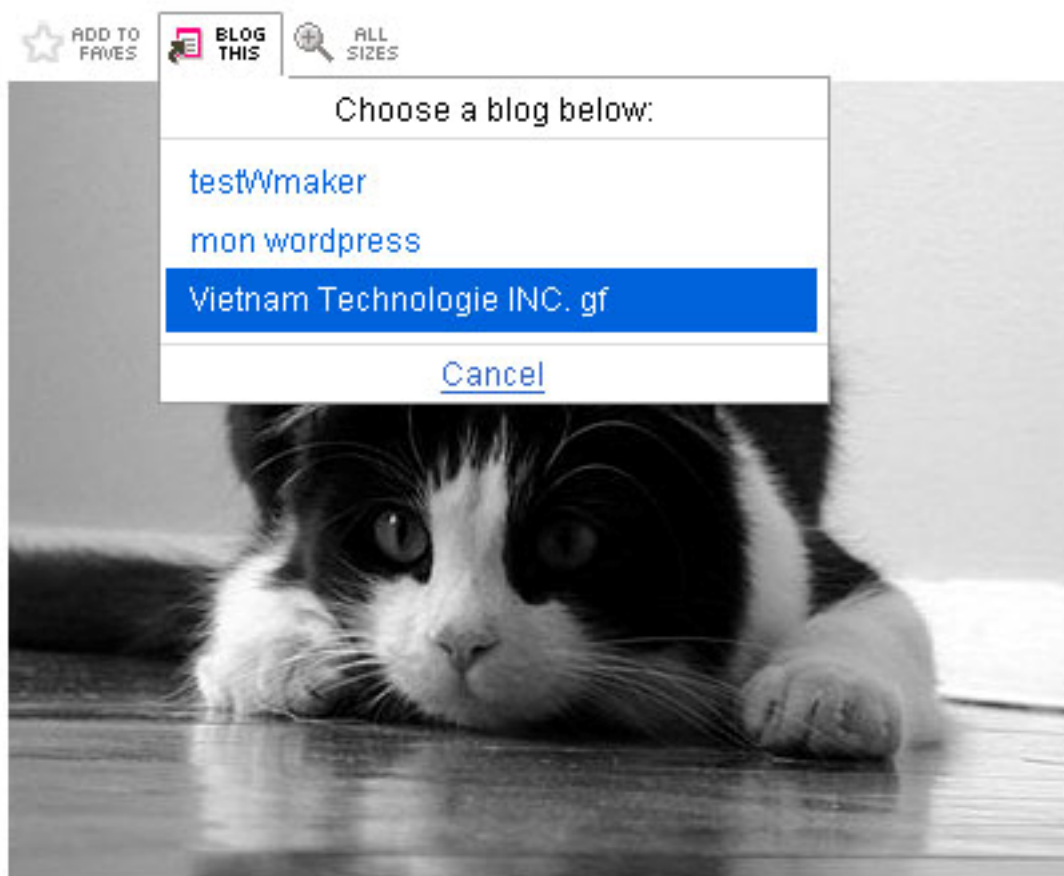 ADD TO
FAVES
BLOG
THIS
ALL
SIZES
Choose a blog below:
testWmaker
mon wordpress
Vietnam Technologie INC. gf
Cancel